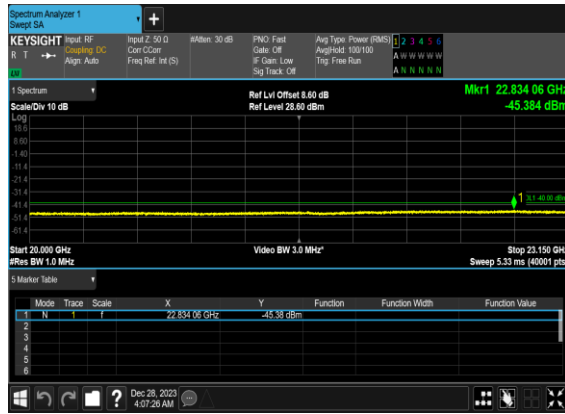 Spectrum Analyzer 1
Swept SA
+
KEYSIGHT Input: RF Input Z: 50 Ω #Atten: 30 dB PNO: Fast Avg Type: Power (RMS) 1 2 3 4 5 6
R T Coupling: DC Corr CCorr Gate: Off Avg|Hold: 100/100 A W W W W W
Align: Auto Freq Ref: Int (S) IF Gain: Low Trig: Free Run
Sig Track: Off A N N N N N
1 Spectrum Ref Lvl Offset 8.60 dB Mkr1 22.834 06 GHz
Scale/Div 10 dB Ref Level 28.60 dBm -45.384 dBm
Log
18.6
8.60
-1.40
-11.4
-21.4
-31.4
1 DL1 -40.00 dBm
-41.4
-51.4
-61.4
Start 20.000 GHz Video BW 3.0 MHz* Stop 23.150 GHz
#Res BW 1.0 MHz Sweep 5.33 ms (40001 pts)
5 Marker Table
Mode Trace Scale X Y Function Function Width Function Value
1 N 1 f 22.834 06 GHz -45.38 dBm
2
3
4
5
6
? Dec 28, 2023
4:07:26 AM